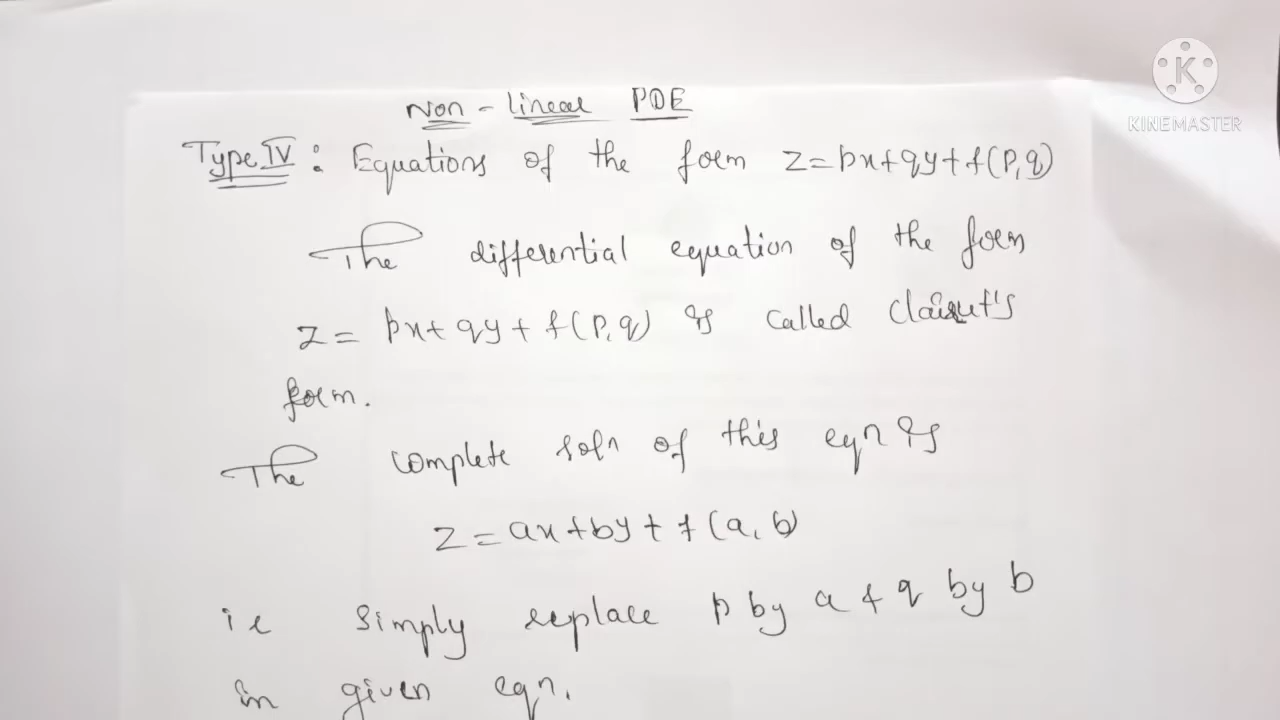 KINEMASTER
Non - linear PDE
Type IV : Equations of the form z=px+qy+f(p,q)
The differential equation of the form
z= px+ qy+ f(p,q) is called clairut's
form.
The complete soln of this eqn is
z=ax+by+f(a,b)
ie simply replace p by a & q by b
in given eqn.